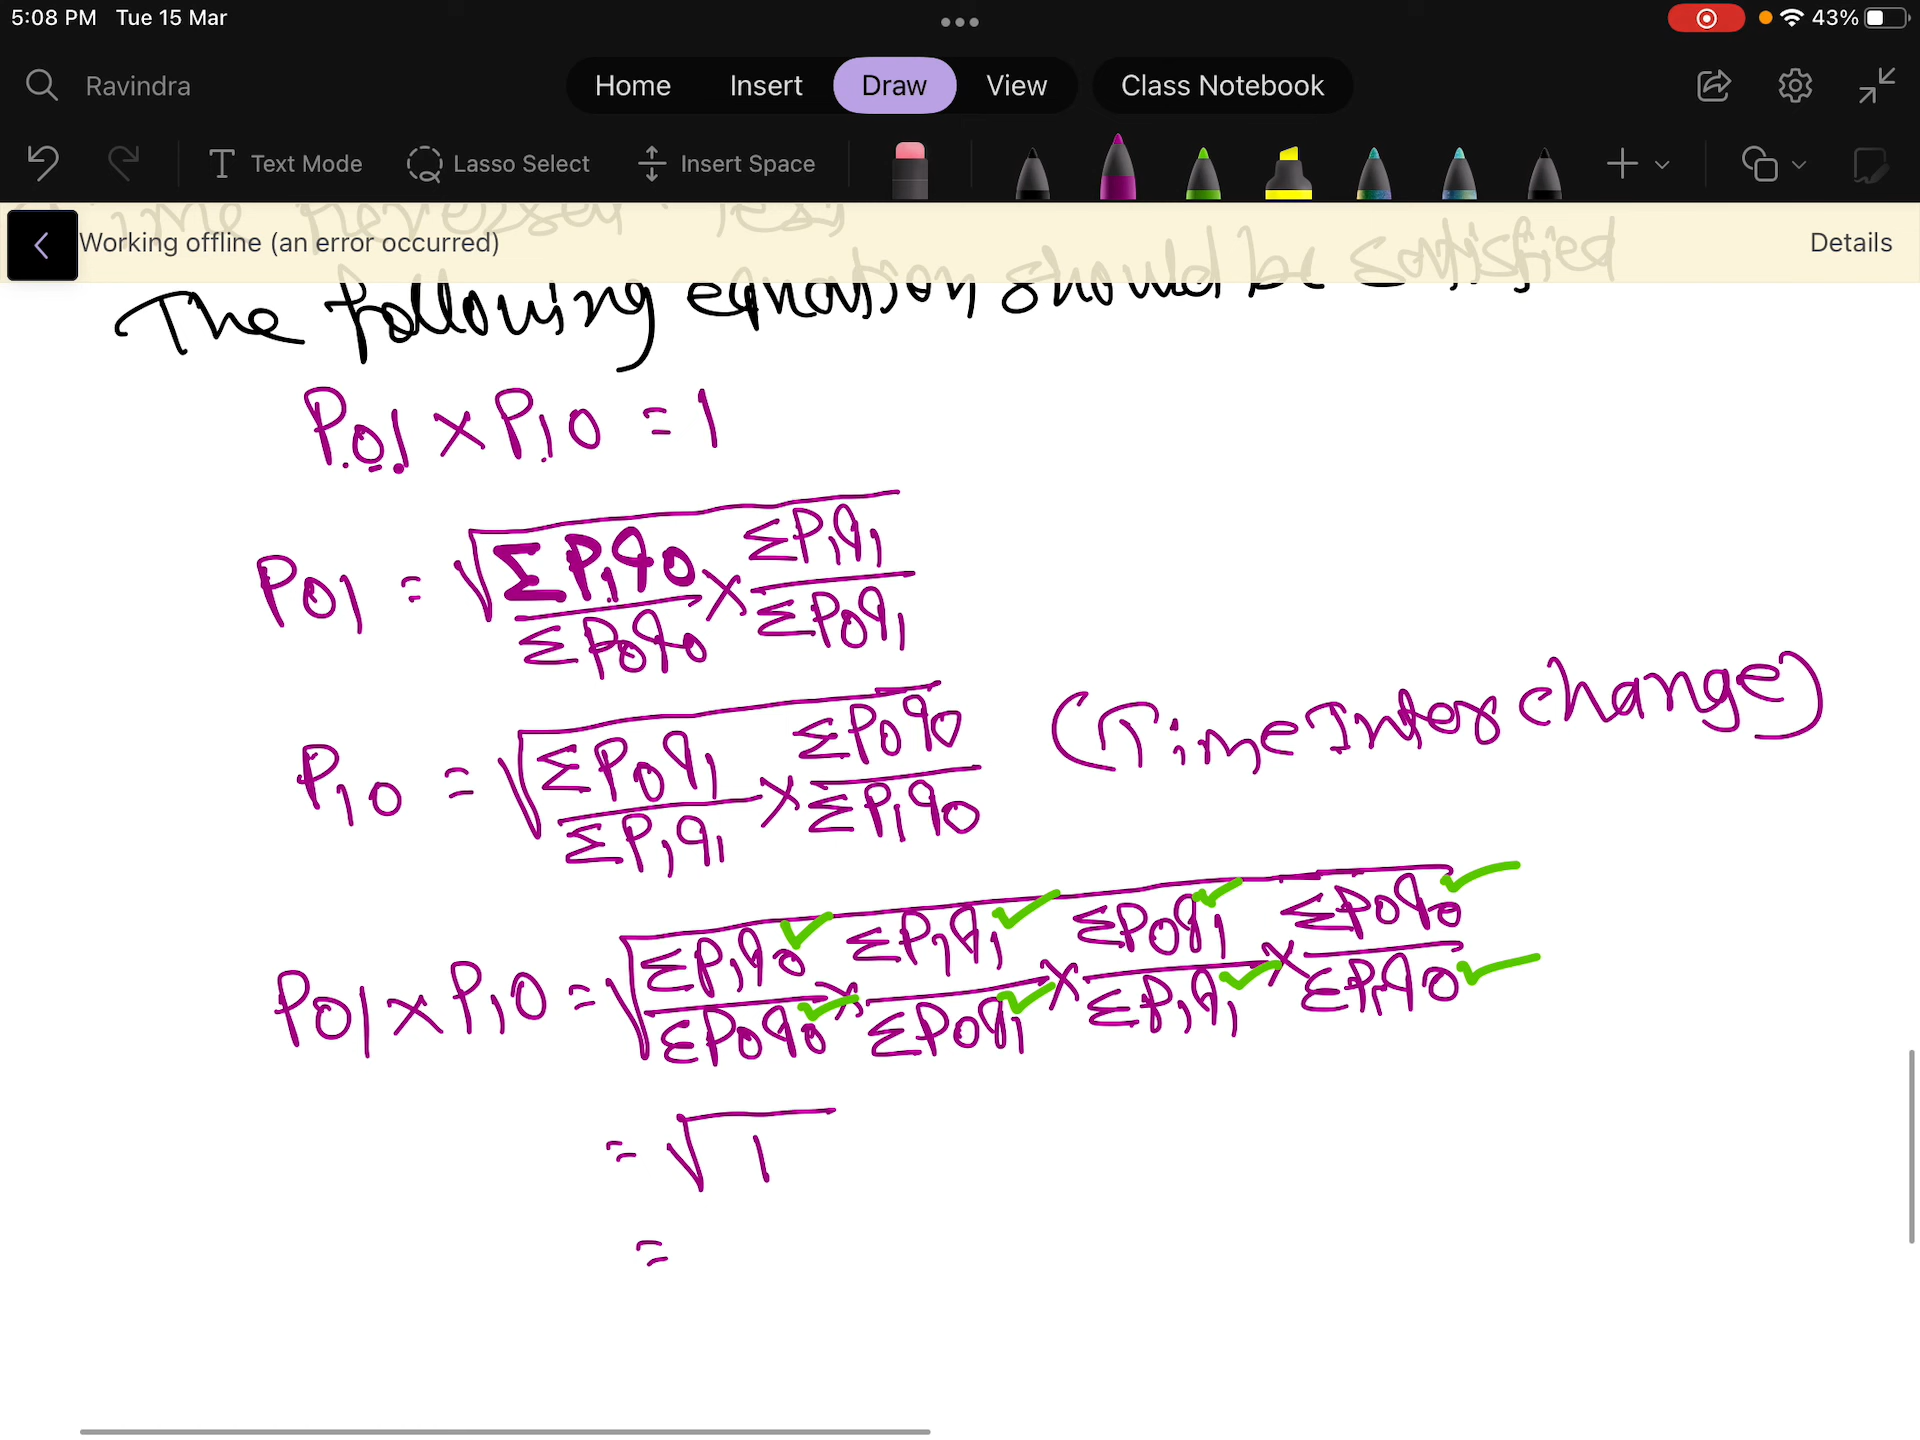 5:08 PM Tue 15 Mar 43%
Ravindra Home Insert Draw View Class Notebook
Text Mode Lasso Select Insert Space
Time Reversal Test
Working offline (an error occurred) Details
The following equation should be satisfied
P01 × P10 = 1
P01 = √(ΣP1q0/ΣP0q0 × ΣP1q1/ΣP0q1)
P10 = √(ΣP0q1/ΣP1q1 × ΣP0q0/ΣP1q0) (Time Interchange)
P01 × P10 = √(ΣP1q0/ΣP0q0 × ΣP1q1/ΣP0q1 × ΣP0q1/ΣP1q1 × ΣP0q0/ΣP1q0)
= √1
=